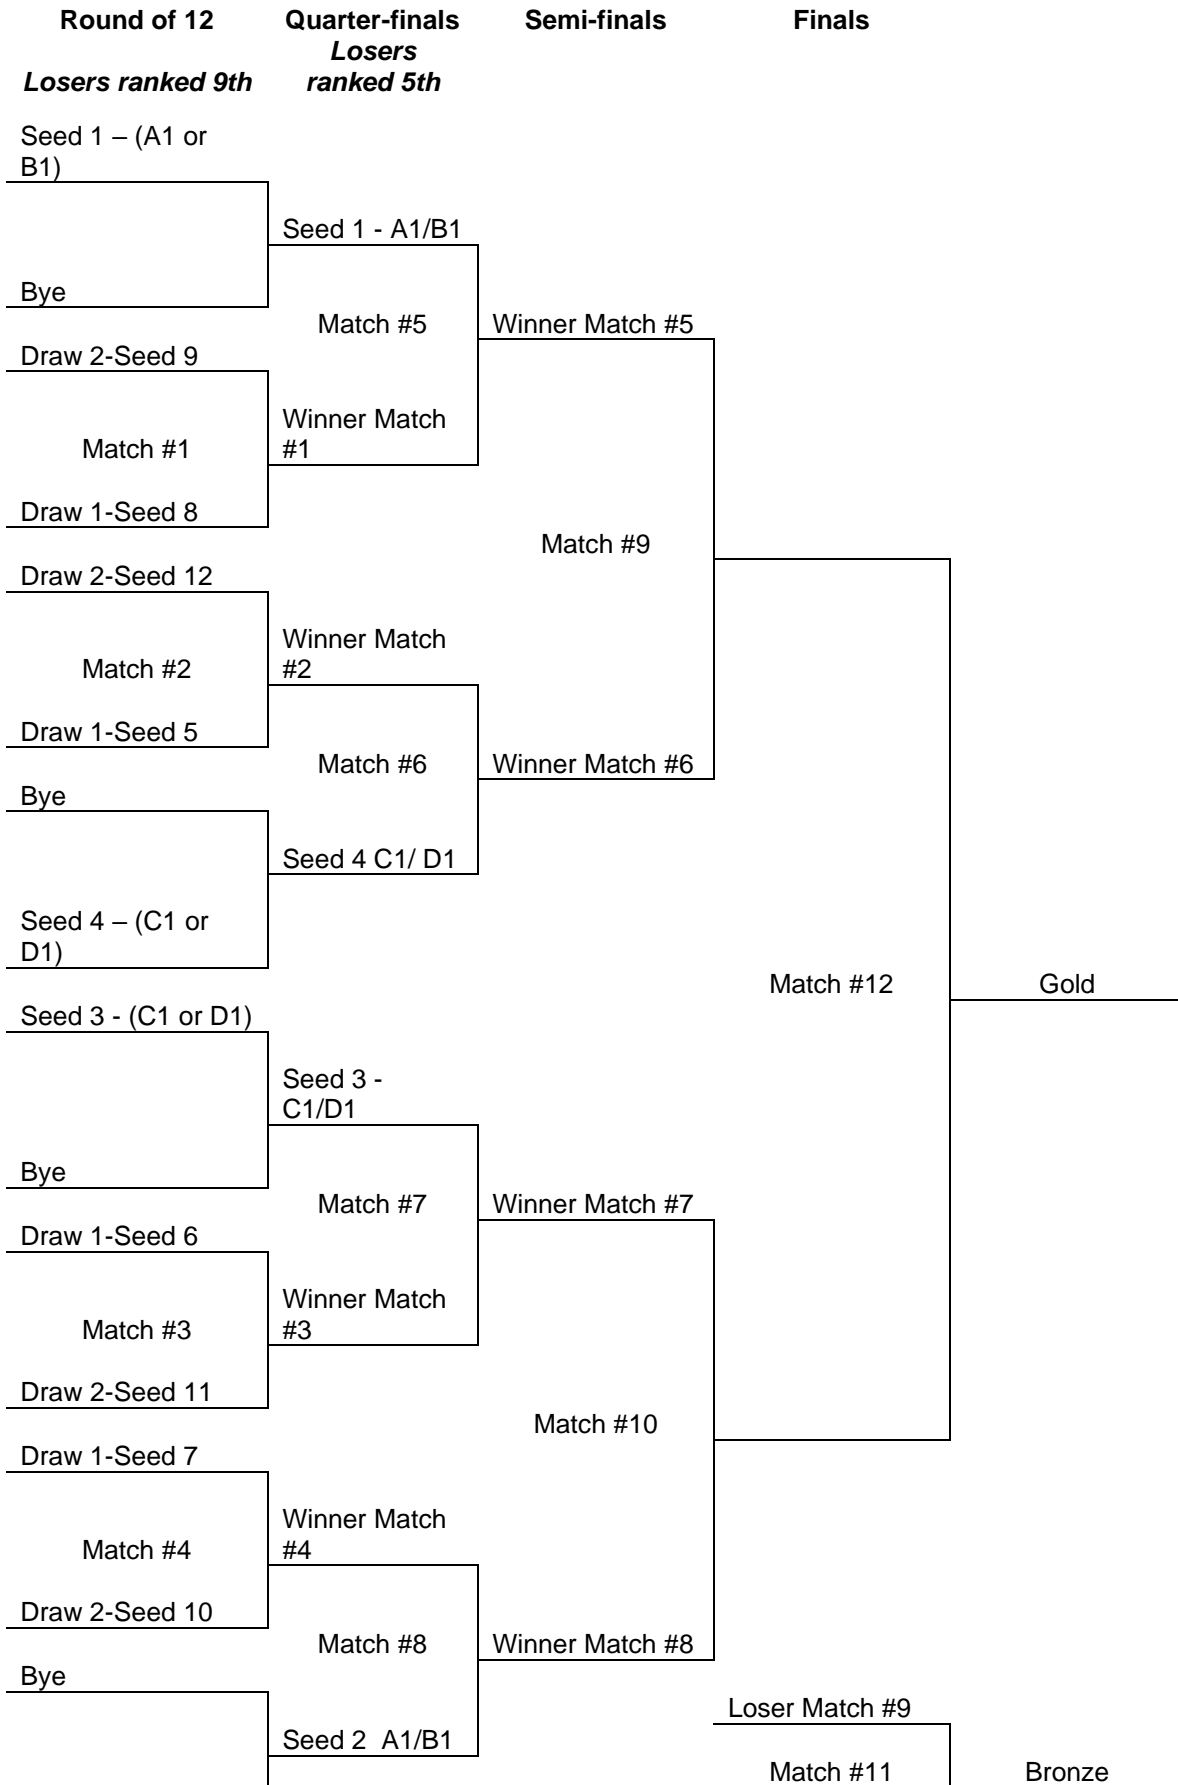 Round of 12
Quarter-finals
Semi-finals
Finals
Losers
Losers ranked 9th
ranked 5th
Seed 1 – (A1 or
B1)
Seed 1 - A1/B1
Bye
Match #5
Winner Match #5
Draw 2-Seed 9
Winner Match
Match #1
#1
Draw 1-Seed 8
Match #9
Draw 2-Seed 12
Winner Match
Match #2
#2
Draw 1-Seed 5
Match #6
Winner Match #6
Bye
Seed 4 C1/ D1
Seed 4 – (C1 or
D1)
Match #12
Gold
Seed 3 - (C1 or D1)
Seed 3 -
C1/D1
Bye
Match #7
Winner Match #7
Draw 1-Seed 6
Winner Match
Match #3
#3
Draw 2-Seed 11
Match #10
Draw 1-Seed 7
Winner Match
Match #4
#4
Draw 2-Seed 10
Match #8
Winner Match #8
Bye
Loser Match #9
Seed 2  A1/B1
Match #11
Bronze